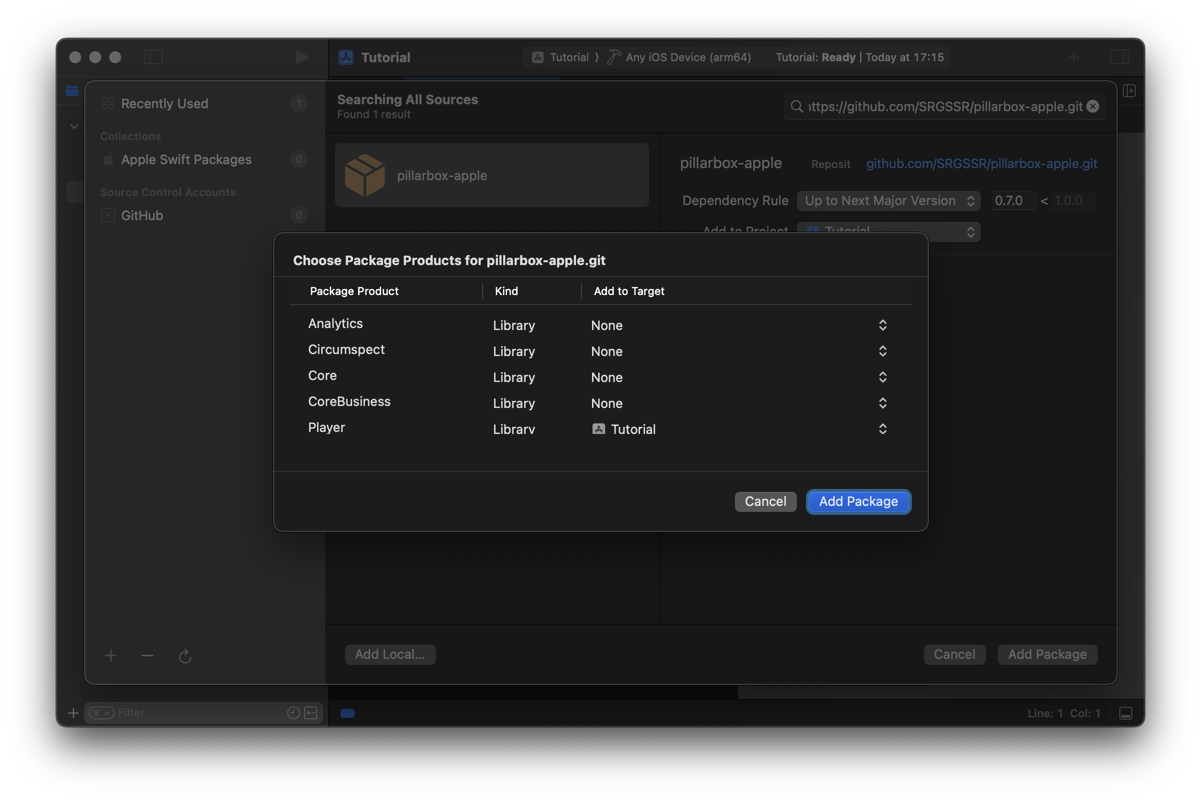 Tutorial
Tutorial ⟩ Any iOS Device (arm64)
Tutorial: Ready | Today at 17:15
Recently Used 1
Collections
Apple Swift Packages 0
Source Control Accounts
GitHub 0
Searching All Sources
Found 1 result
ttps://github.com/SRGSSR/pillarbox-apple.git
pillarbox-apple
pillarbox-apple Reposit github.com/SRGSSR/pillarbox-apple.git
Dependency Rule Up to Next Major Version 0.7.0 < 1.0.0
Add to Project Tutorial
Choose Package Products for pillarbox-apple.git
Package Product Kind Add to Target
Analytics Library None
Circumspect Library None
Core Library None
CoreBusiness Library None
Player Library Tutorial
Cancel Add Package
Add Local... Cancel Add Package
Filter
Line: 1 Col: 1